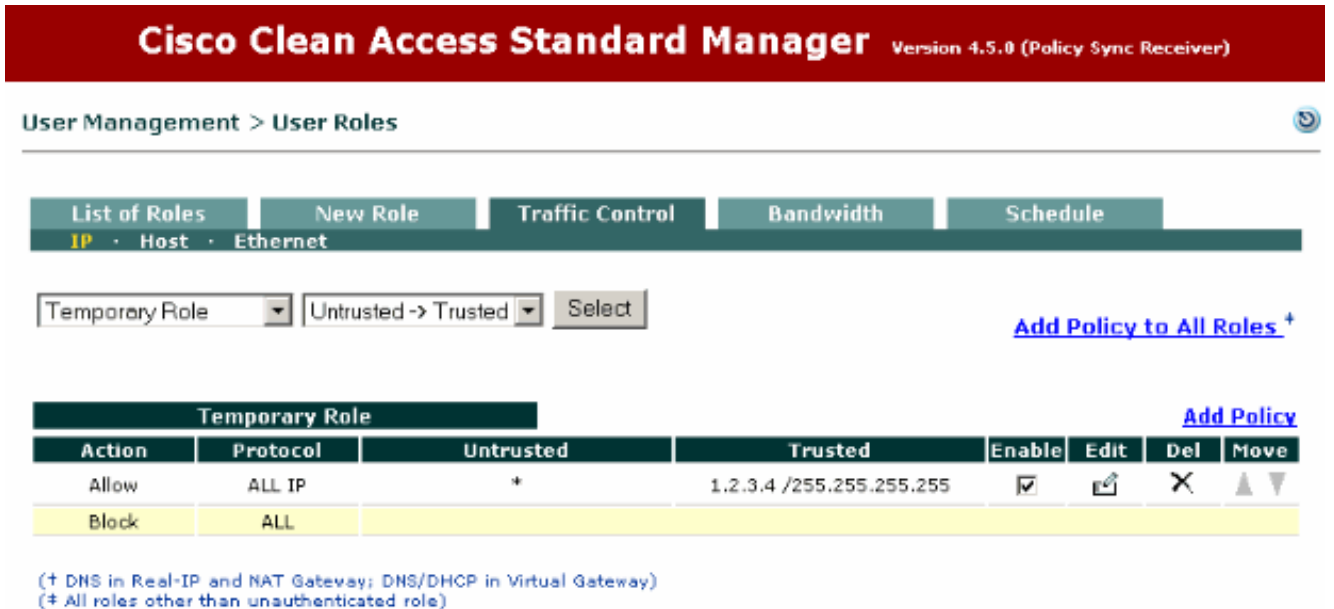 Cisco Clean Access Standard Manager Version 4.5.0 (Policy Sync Receiver)
User Management > User Roles
List of Roles New Role Traffic Control Bandwidth Schedule
IP · Host · Ethernet
Temporary Role Untrusted -> Trusted Select
Add Policy to All Roles ‡
Temporary Role Add Policy
Action Protocol Untrusted Trusted Enable Edit Del Move
Allow ALL IP * 1.2.3.4 /255.255.255.255
Block ALL
(† DNS in Real-IP and NAT Gateway; DNS/DHCP in Virtual Gateway)
(‡ All roles other than unauthenticated role)